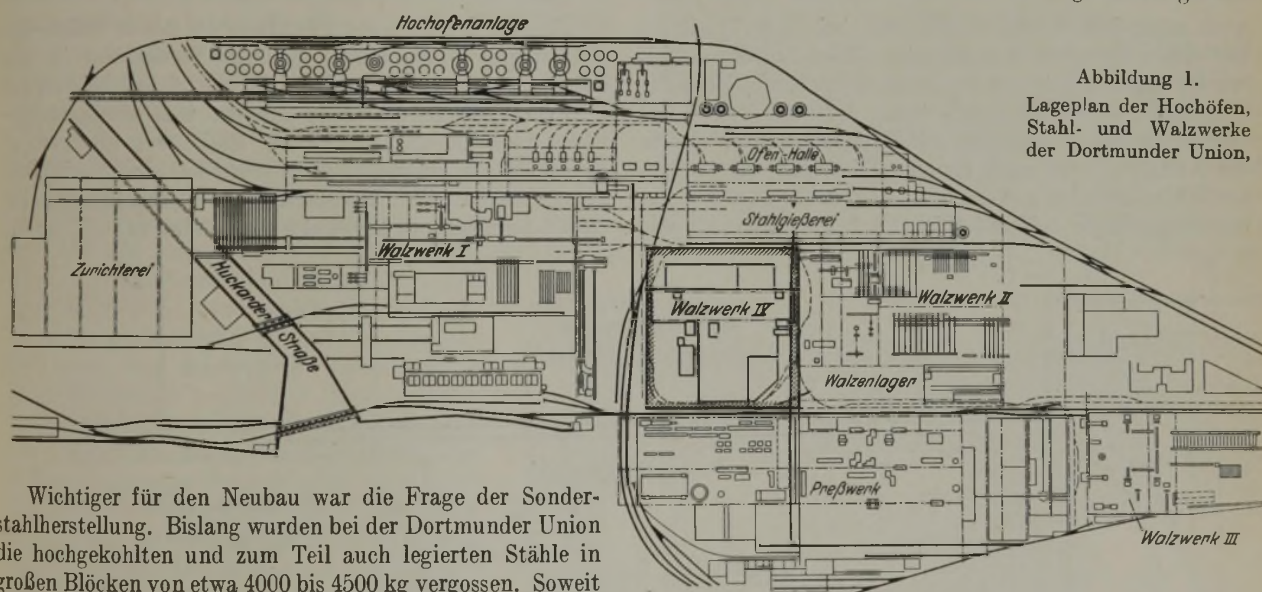 Hochofenanlage
Abbildung 1.
Lageplan der Hochöfen,
Stahl- und Walzwerke
der Dortmunder Union,
Ofen-Halle
Stahlgießerei
Zurichterei
Walzwerk I
Huckarder Straße
Walzwerk IV
Walzwerk II
Walzenlager
Preßwerk
Walzwerk III
Wichtiger für den Neubau war die Frage der Sonder-
stahlherstellung. Bislang wurden bei der Dortmunder Union
die hochgekohlten und zum Teil auch legierten Stähle in
großen Blöcken von etwa 4000 bis 4500 kg vergossen. Soweit